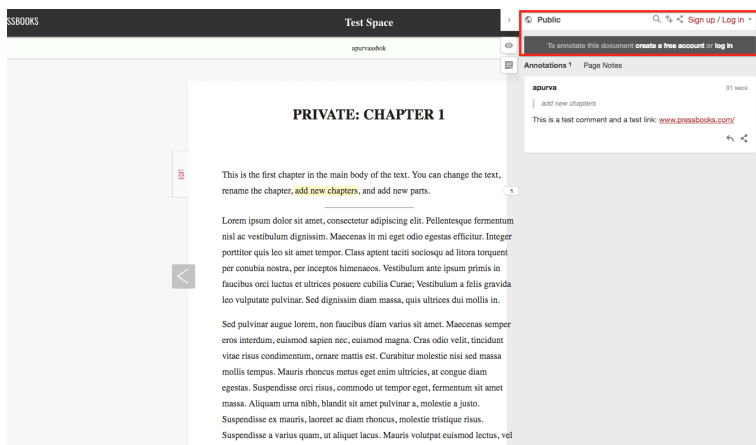 SSBOOKS
Test Space
apurvaashok
Public
Sign up / Log in
To annotate this document create a free account or log in
Annotations 1 Page Notes
apurva 31 secs
add new chapters
This is a test comment and a test link: www.pressbooks.com/
EDIT
PRIVATE: CHAPTER 1
This is the first chapter in the main body of the text. You can change the text,
rename the chapter, add new chapters, and add new parts.
1
Lorem ipsum dolor sit amet, consectetur adipiscing elit. Pellentesque fermentum
nisl ac vestibulum dignissim. Maecenas in mi eget odio egestas efficitur. Integer
porttitor quis leo sit amet tempor. Class aptent taciti sociosqu ad litora torquent
per conubia nostra, per inceptos himenaeos. Vestibulum ante ipsum primis in
faucibus orci luctus et ultrices posuere cubilia Curae; Vestibulum a felis gravida
leo vulputate pulvinar. Sed dignissim diam massa, quis ultrices dui mollis in.
Sed pulvinar augue lorem, non faucibus diam varius sit amet. Maecenas semper
eros interdum, euismod sapien nec, euismod magna. Cras odio velit, tincidunt
vitae risus condimentum, ornare mattis est. Curabitur molestie nisi sed massa
mollis tempus. Mauris rhoncus metus eget enim ultricies, at congue diam
egestas. Suspendisse orci risus, commodo ut tempor eget, fermentum sit amet
massa. Aliquam urna nibh, blandit sit amet pulvinar a, molestie a justo.
Suspendisse ex mauris, laoreet ac diam rhoncus, molestie tristique risus.
Suspendisse a varius quam, ut aliquet lacus. Mauris volutpat euismod lectus, vel